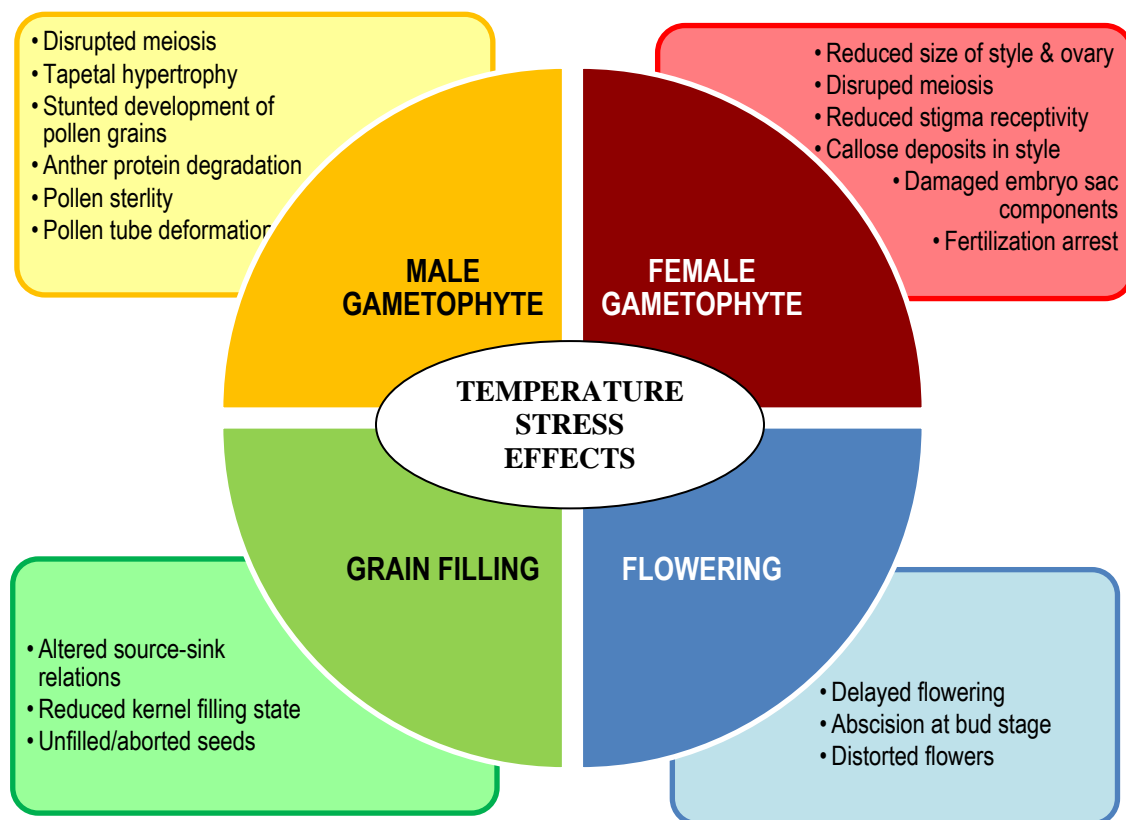 • Disrupted meiosis
• Tapetal hypertrophy
• Stunted development of
pollen grains
• Anther protein degradation
• Pollen sterlity
• Pollen tube deformation
• Reduced size of style & ovary
• Disruped meiosis
• Reduced stigma receptivity
• Callose deposits in style
• Damaged embryo sac
components
• Fertilization arrest
MALE
GAMETOPHYTE
FEMALE
GAMETOPHYTE
TEMPERATURE
STRESS
EFFECTS
GRAIN FILLING
FLOWERING
• Altered source-sink
relations
• Reduced kernel filling state
• Unfilled/aborted seeds
• Delayed flowering
• Abscision at bud stage
• Distorted flowers